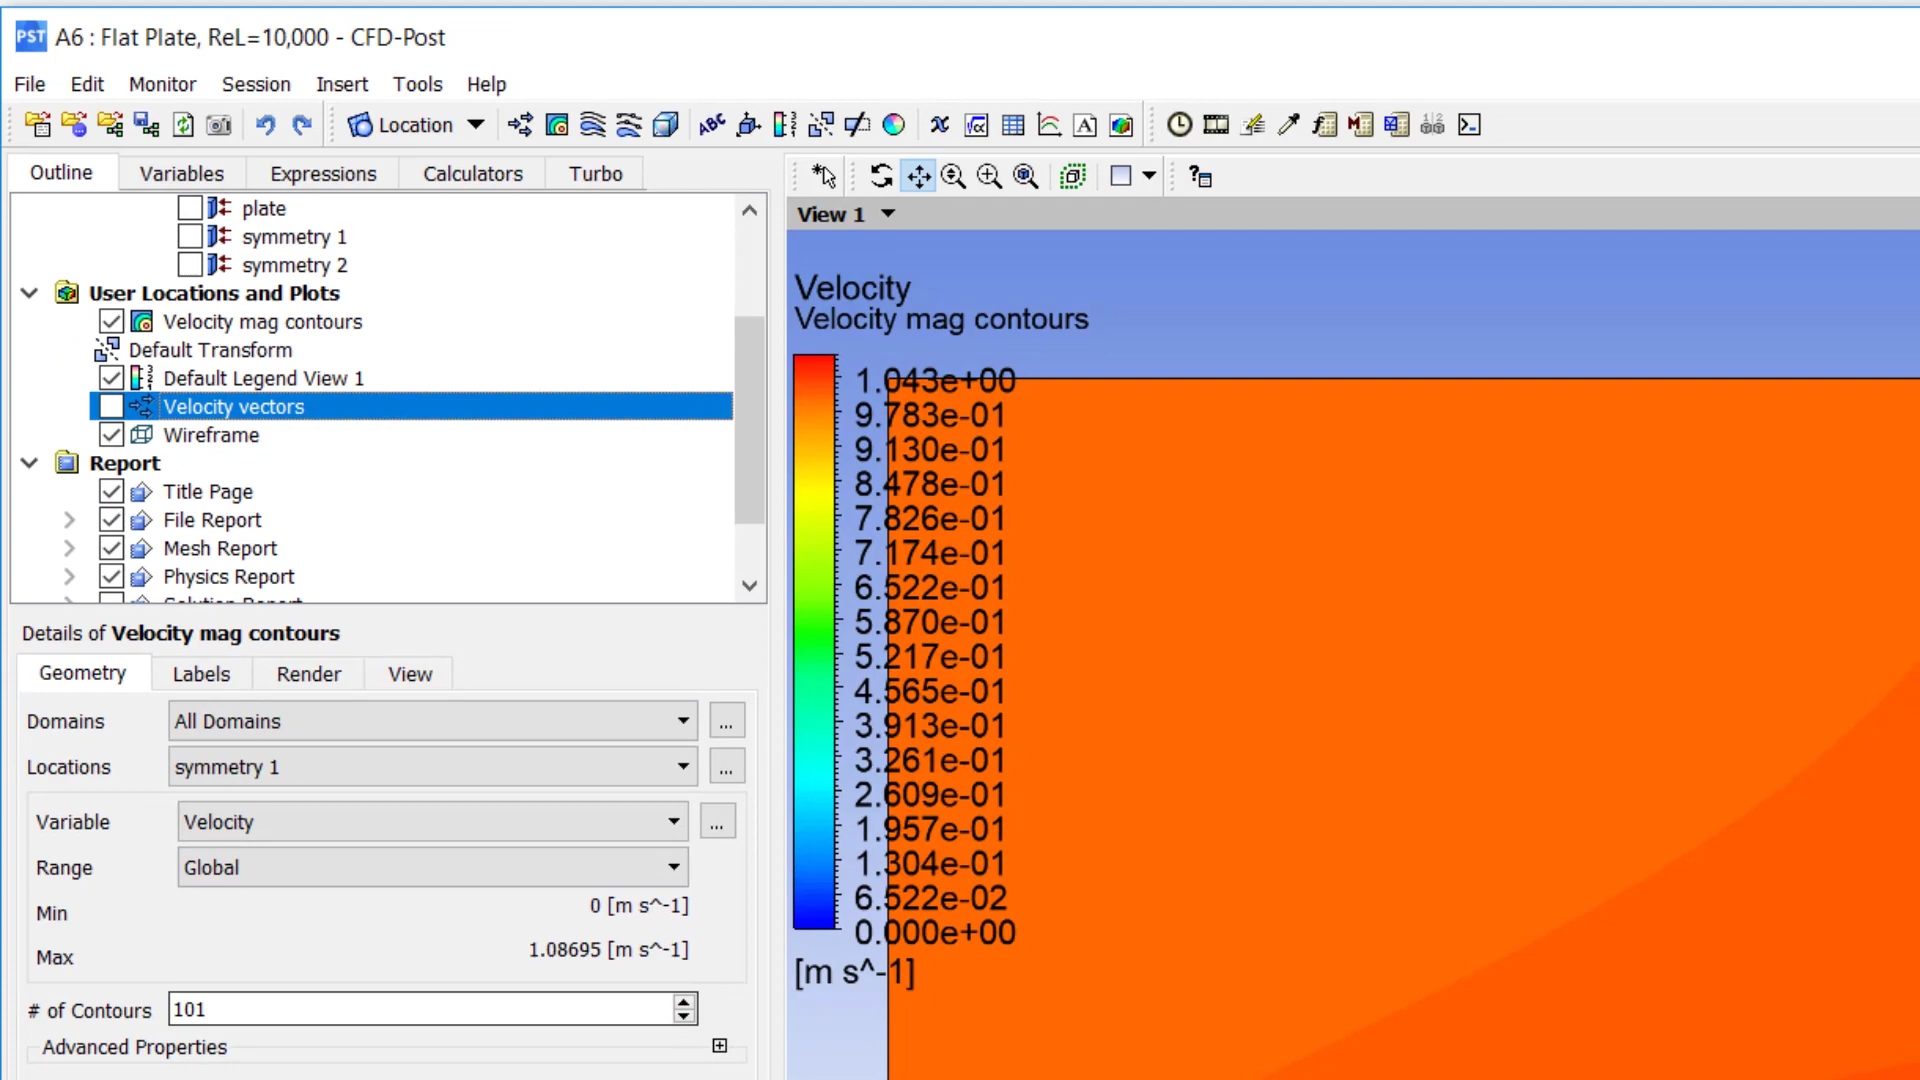 PST A6 : Flat Plate, ReL=10,000 - CFD-Post
File Edit Monitor Session Insert Tools Help
Location
Outline Variables Expressions Calculators Turbo
plate
symmetry 1
symmetry 2
User Locations and Plots
Velocity mag contours
Default Transform
Default Legend View 1
Velocity vectors
Wireframe
Report
Title Page
File Report
Mesh Report
Physics Report
Solution Report
Details of Velocity mag contours
Geometry Labels Render View
Domains All Domains ...
Locations symmetry 1 ...
Variable Velocity ...
Range Global
Min 0 [m s^-1]
Max 1.08695 [m s^-1]
# of Contours 101
Advanced Properties
View 1
Velocity
Velocity mag contours
1.043e+00
9.783e-01
9.130e-01
8.478e-01
7.826e-01
7.174e-01
6.522e-01
5.870e-01
5.217e-01
4.565e-01
3.913e-01
3.261e-01
2.609e-01
1.957e-01
1.304e-01
6.522e-02
0.000e+00
[m s^-1]